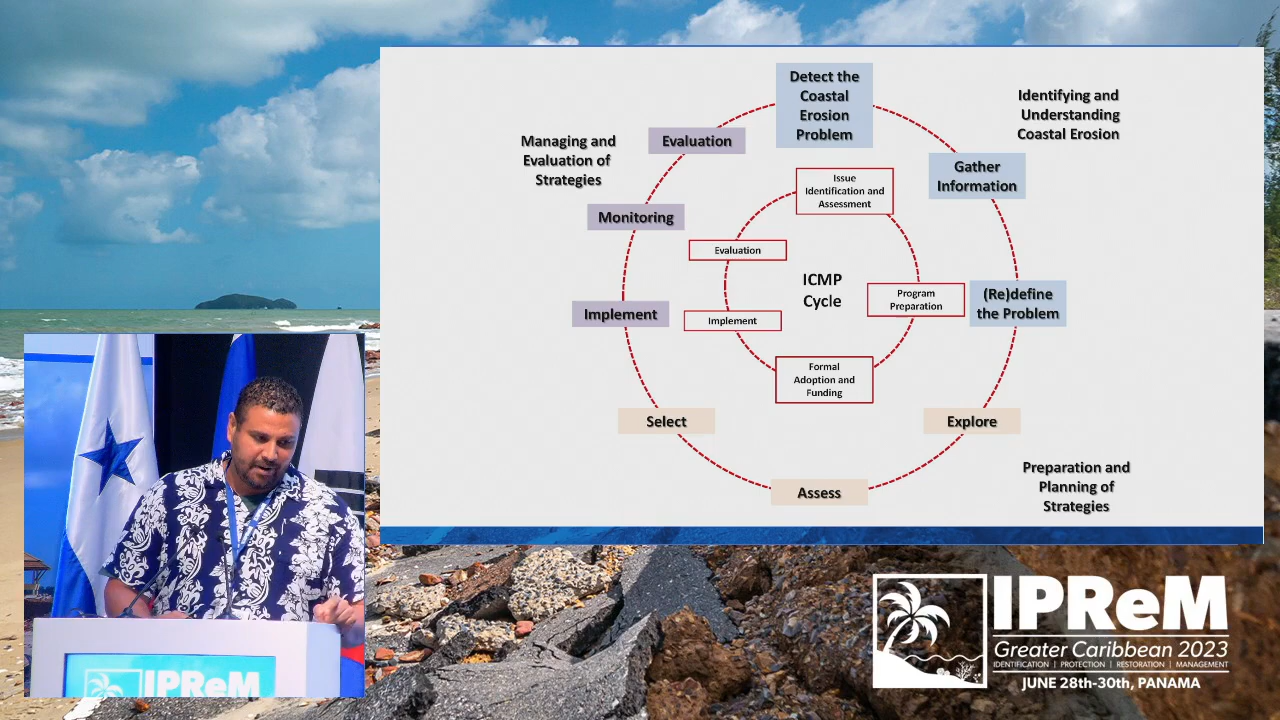 Detect the
Coastal
Erosion
Problem
Identifying and
Understanding
Coastal Erosion
Managing and
Evaluation of
Strategies
Evaluation
Gather
Information
Issue
Identification and
Assessment
Monitoring
Evaluation
ICMP
Cycle
Program
Preparation
(Re)define
the Problem
Implement
Implement
Formal
Adoption and
Funding
Select
Explore
Preparation and
Planning of
Strategies
Assess
IPReM
Greater Caribbean 2023
IDENTIFICATION | PROTECTION | RESTORATION | MANAGEMENT
JUNE 28th-30th, PANAMA
IPReM